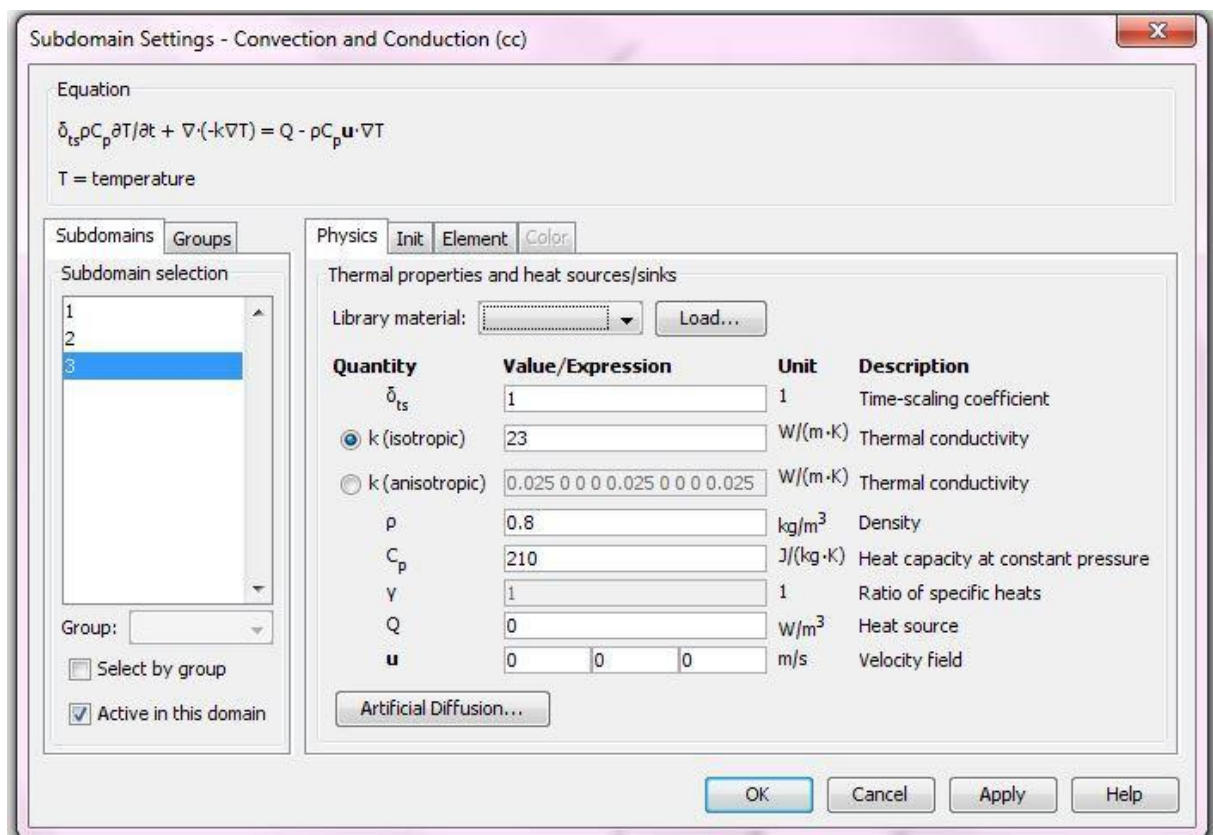 Subdomain Settings - Convection and Conduction (cc)
Equation
δtsρCp∂T/∂t + ∇·(-k∇T) = Q - ρCpu·∇T
T = temperature
Subdomains Groups
Subdomain selection
1
2
3
Group:
Select by group
Active in this domain
Physics Init Element Color
Thermal properties and heat sources/sinks
Library material: Load...
Quantity Value/Expression Unit Description
δts 1 1 Time-scaling coefficient
k (isotropic) 23 W/(m·K) Thermal conductivity
k (anisotropic) 0.025 0 0 0 0.025 0 0 0 0.025 W/(m·K) Thermal conductivity
ρ 0.8 kg/m³ Density
Cp 210 J/(kg·K) Heat capacity at constant pressure
γ 1 1 Ratio of specific heats
Q 0 W/m³ Heat source
u 0 0 0 m/s Velocity field
Artificial Diffusion...
OK Cancel Apply Help